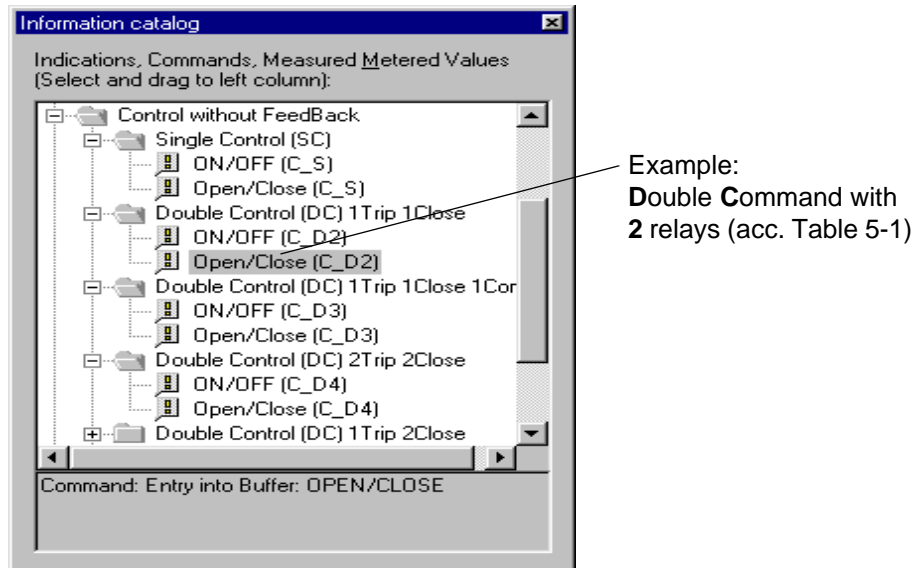 Information catalog
Indications, Commands, Measured Metered Values
(Select and drag to left column):
Control without FeedBack
Single Control (SC)
ON/OFF (C_S)
Open/Close (C_S)
Double Control (DC) 1Trip 1Close
ON/OFF (C_D2)
Open/Close (C_D2)
Double Control (DC) 1Trip 1Close 1Cor
ON/OFF (C_D3)
Open/Close (C_D3)
Double Control (DC) 2Trip 2Close
ON/OFF (C_D4)
Open/Close (C_D4)
Double Control (DC) 1Trip 2Close
Command: Entry into Buffer: OPEN/CLOSE
Example:
Double Command with
2 relays (acc. Table 5-1)